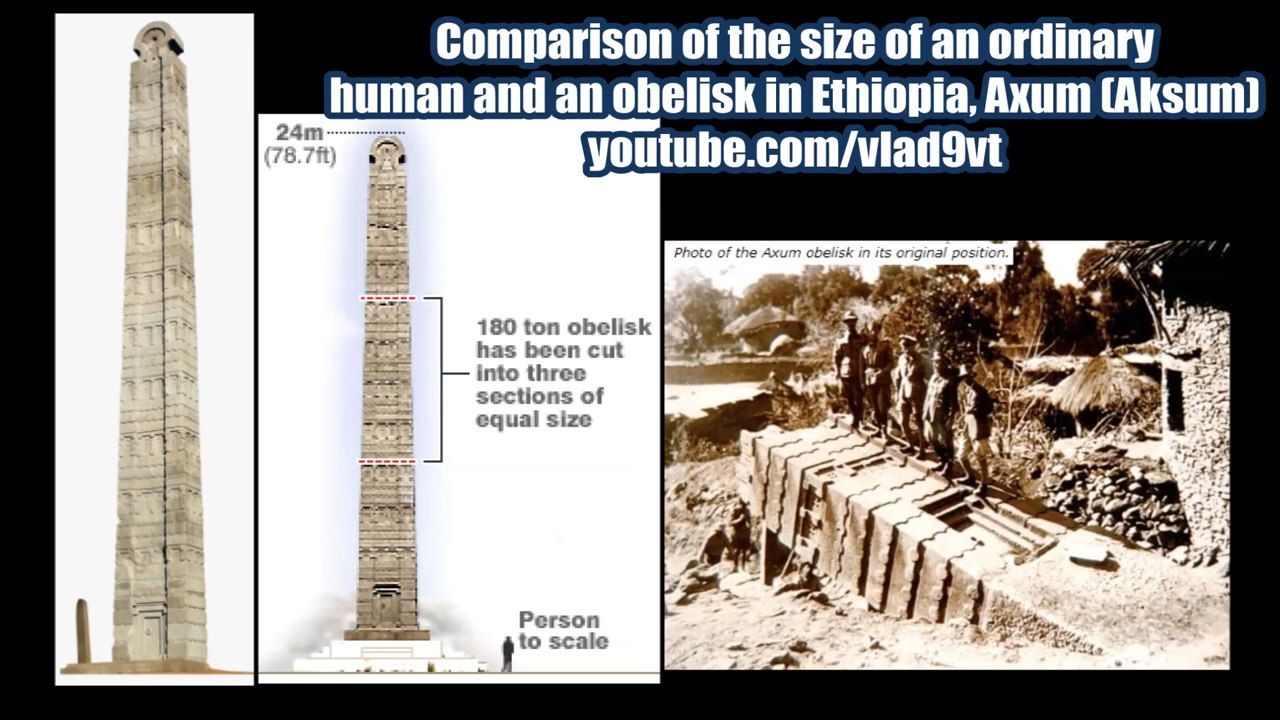 Comparison of the size of an ordinary
human and an obelisk in Ethiopia, Axum (Aksum)
youtube.com/vlad9vt
24m
(78.7ft)
180 ton obelisk
has been cut
into three
sections of
equal size
Person
to scale
Photo of the Axum obelisk in its original position.